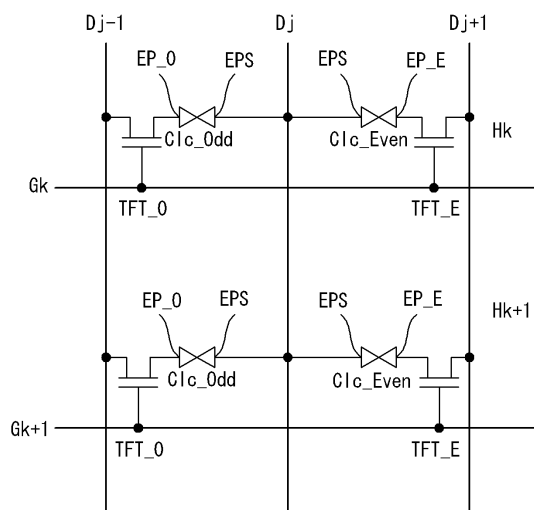 Dj-1 Dj Dj+1
EP_O EPS EPS EP_E
Clc_Odd Clc_Even Hk
Gk
TFT_O TFT_E
EP_O EPS EPS EP_E Hk+1
Clc_Odd Clc_Even
Gk+1
TFT_O TFT_E